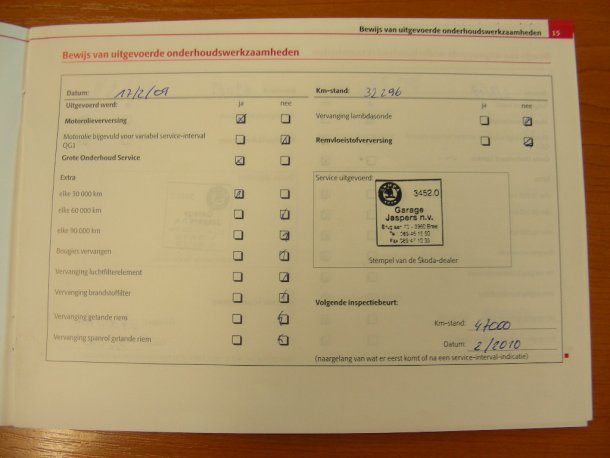 Bewijs van uitgevoerde onderhoudswerkzaamheden 15
Bewijs van uitgevoerde onderhoudswerkzaamheden
Datum: 17/2/09
Uitgevoerd werd: ja nee
Motorolieverversing
Motorolie bijgevuld voor variabel service-interval
QG1
Grote Onderhoud Service
Extra
elke 30 000 km
elke 60 000 km
elke 90 000 km
Bougies vervangen
Vervanging luchtfilterelement
Vervanging brandstoffilter
Vervanging getande riem
Vervanging spanrol getande riem
Km-stand: 32296
ja nee
Vervanging lambdasonde
Remvloeistofverversing
Service uitgevoerd:
3452.0
Garage
Jaspers n.v.
3960 Bree
Stempel van de Škoda-dealer
Volgende inspectiebeurt:
Km-stand: 47000
Datum: 2/2010
(naargelang van wat er eerst komt of na een service-interval-indicatie)